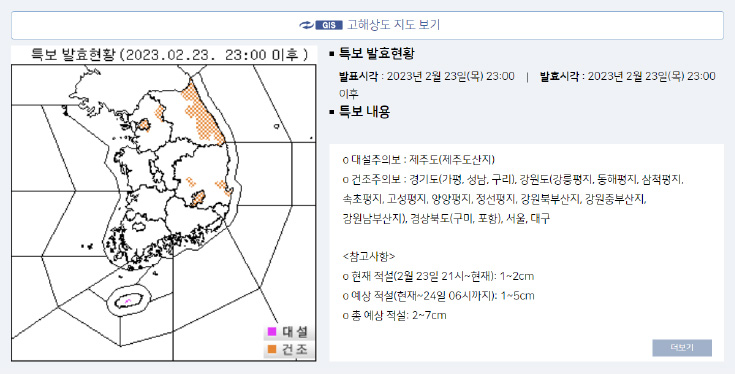 GIS 고해상도 지도 보기
특보 발효현황 (2023.02.23. 23:00 이후 )
대설
건조
특보 발효현황
발표시각 : 2023년 2월 23일(목) 23:00 | 발효시각 : 2023년 2월 23일(목) 23:00
이후
특보 내용
o 대설주의보 : 제주도(제주도산지)
o 건조주의보 : 경기도(가평, 성남, 구리), 강원도(강릉평지, 동해평지, 삼척평지,
속초평지, 고성평지, 양양평지, 정선평지, 강원북부산지, 강원중부산지,
강원남부산지), 경상북도(구미, 포항), 서울, 대구
<참고사항>
o 현재 적설(2월 23일 21시~현재): 1~2cm
o 예상 적설(현재~24일 06시까지): 1~5cm
o 총 예상 적설: 2~7cm
더보기